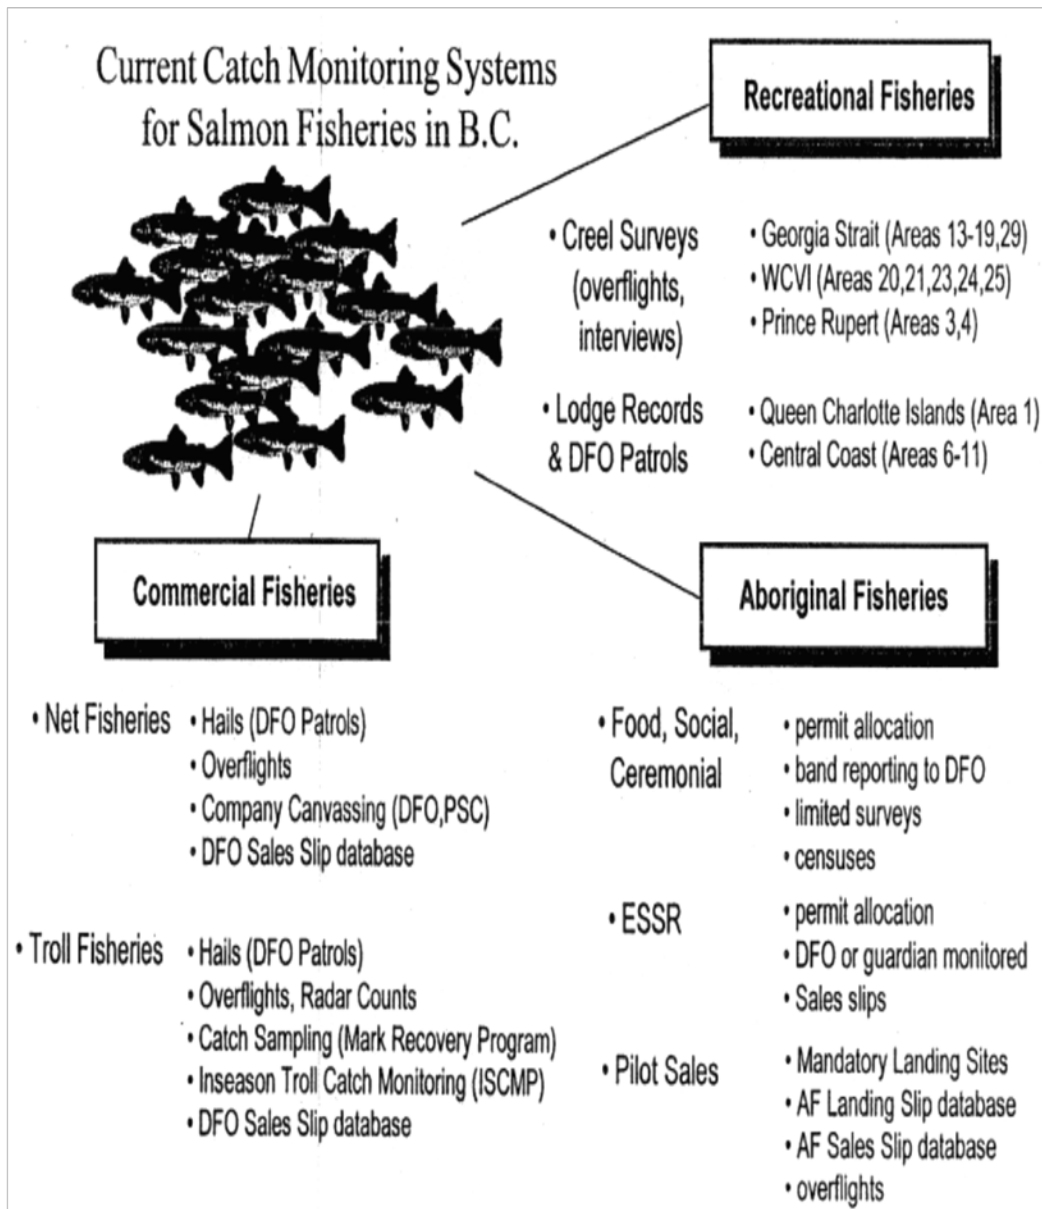 Current Catch Monitoring Systems
for Salmon Fisheries in B.C.
Recreational Fisheries
• Creel Surveys
(overflights,
interviews)
• Georgia Strait (Areas 13-19,29)
• WCVI (Areas 20,21,23,24,25)
• Prince Rupert (Areas 3,4)
• Lodge Records
& DFO Patrols
• Queen Charlotte Islands (Area 1)
• Central Coast (Areas 6-11)
Commercial Fisheries
• Net Fisheries
• Hails (DFO Patrols)
• Overflights
• Company Canvassing (DFO,PSC)
• DFO Sales Slip database
• Troll Fisheries
• Hails (DFO Patrols)
• Overflights, Radar Counts
• Catch Sampling (Mark Recovery Program)
• Inseason Troll Catch Monitoring (ISCMP)
• DFO Sales Slip database
Aboriginal Fisheries
• Food, Social,
Ceremonial
• permit allocation
• band reporting to DFO
• limited surveys
• censuses
• ESSR
• permit allocation
• DFO or guardian monitored
• Sales slips
• Pilot Sales
• Mandatory Landing Sites
• AF Landing Slip database
• AF Sales Slip database
• overflights